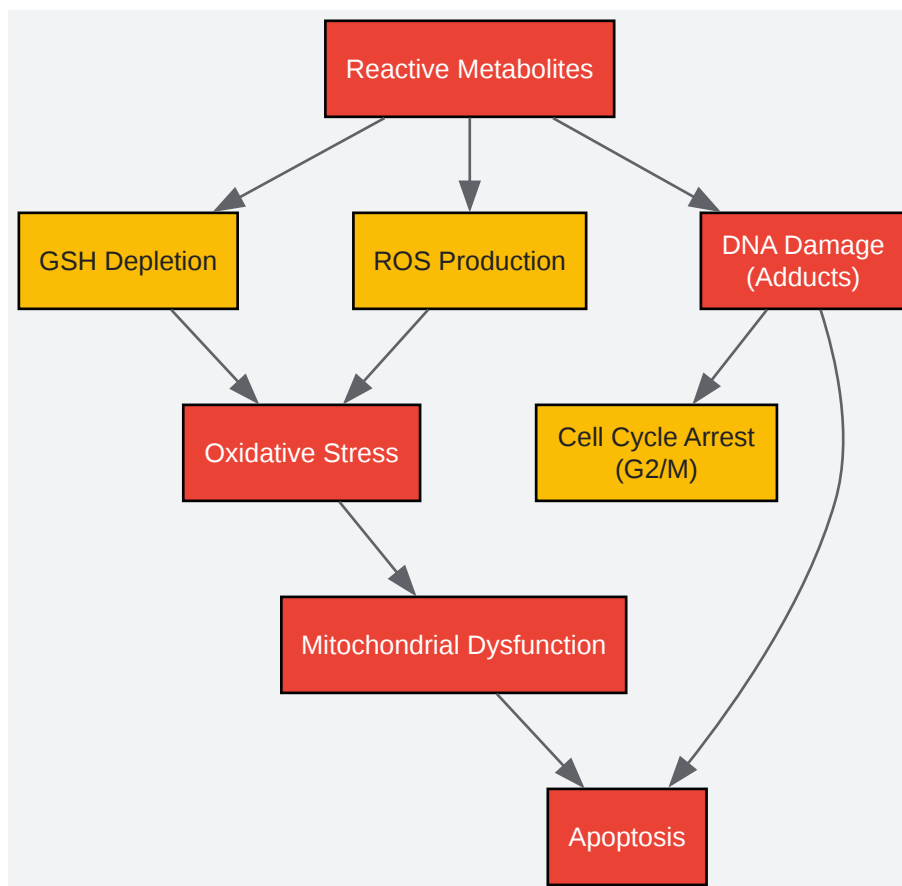 Reactive Metabolites
GSH Depletion
ROS Production
DNA Damage
(Adducts)
Oxidative Stress
Cell Cycle Arrest
(G2/M)
Mitochondrial Dysfunction
Apoptosis